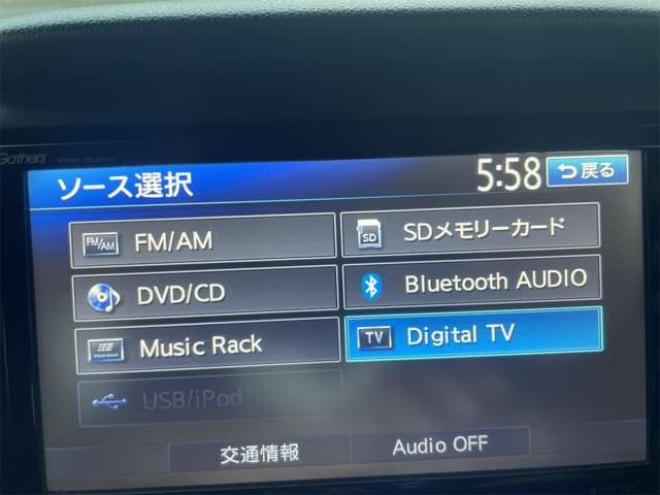 Gathers
ソース選択 5:58 戻る
FM/AM FM/AM
SD SDメモリーカード
DVD/CD
Bluetooth AUDIO
Music Rack
TV Digital TV
USB/iPod
交通情報 Audio OFF